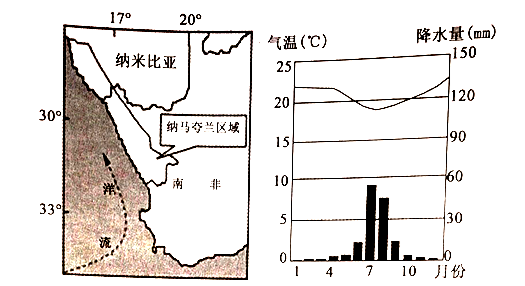 17° 20°
纳米比亚
30°
纳马夸兰区域
南 非
33°
洋
流
气温(℃) 降水量(mm)
25 150
20 120
15 90
10 60
5 30
0 0
1 4 7 10 月份